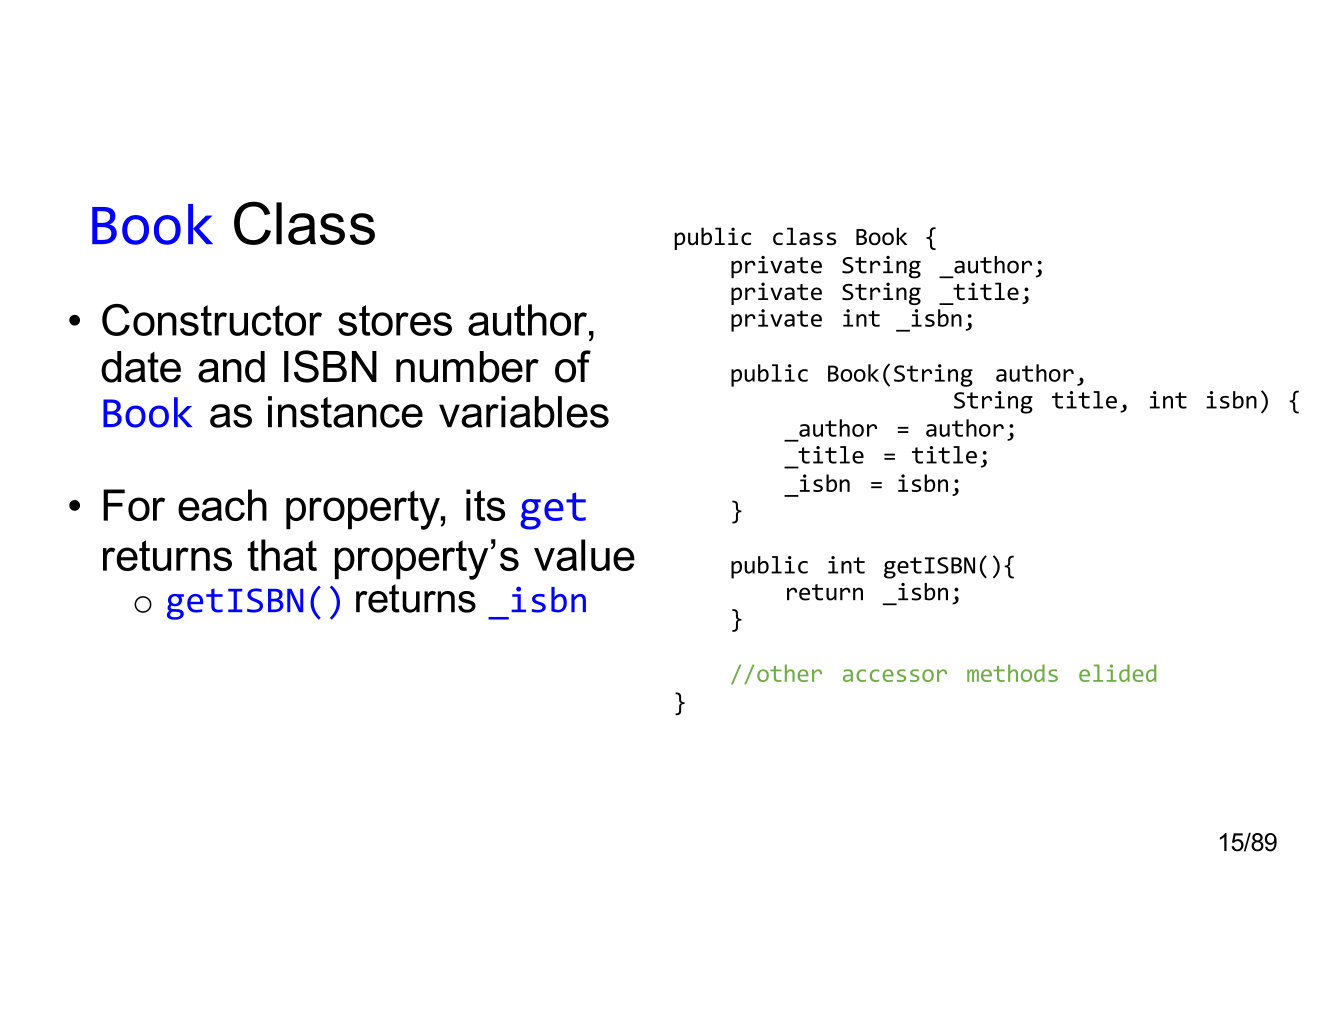 Book Class
• Constructor stores author,
date and ISBN number of
Book as instance variables
• For each property, its get
returns that property’s value
○ getISBN() returns _isbn
public class Book {
private String _author;
private String _title;
private int _isbn;
public Book(String author,
String title, int isbn) {
_author = author;
_title = title;
_isbn = isbn;
}
public int getISBN(){
return _isbn;
}
//other accessor methods elided
}
15/89